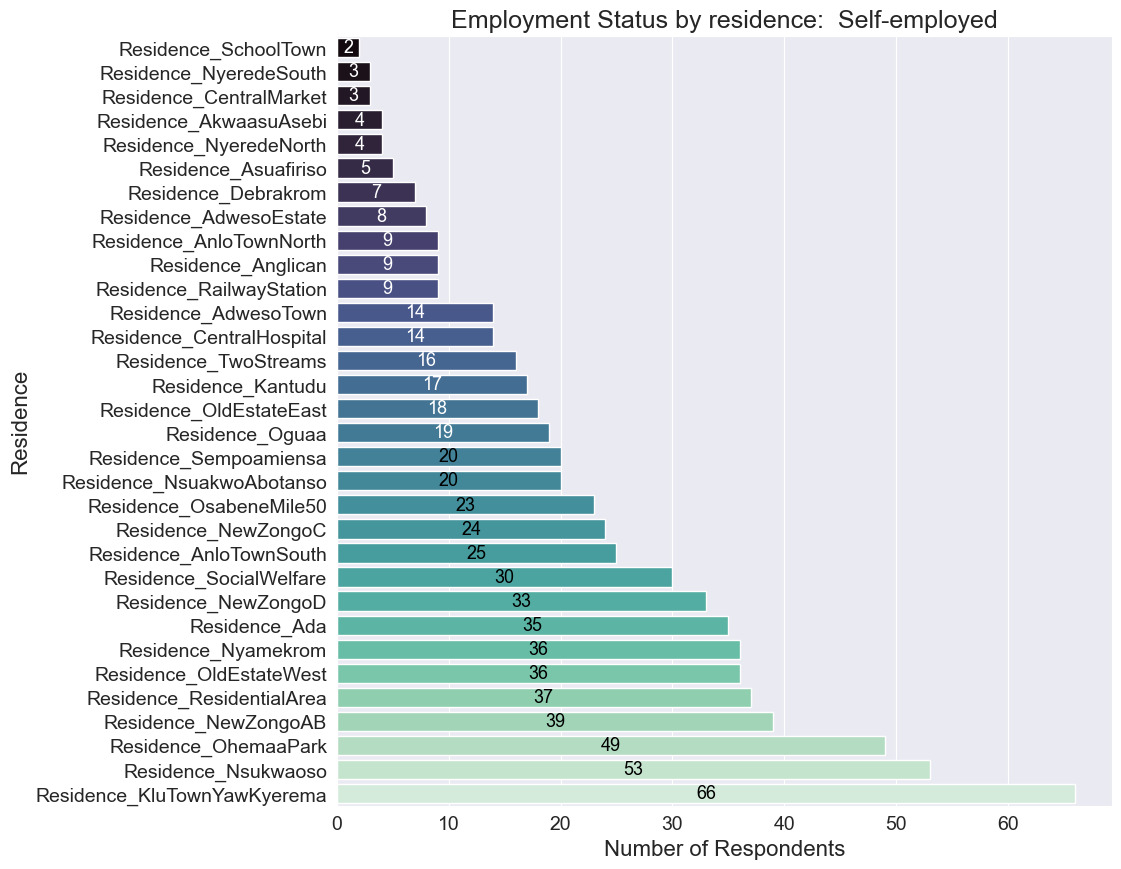 Employment Status by residence:  Self-employed
Residence
Residence_SchoolTown 2
Residence_NyeredeSouth 3
Residence_CentralMarket 3
Residence_AkwaasuAsebi 4
Residence_NyeredeNorth 4
Residence_Asuafiriso 5
Residence_Debrakrom 7
Residence_AdwesoEstate 8
Residence_AnloTownNorth 9
Residence_Anglican 9
Residence_RailwayStation 9
Residence_AdwesoTown 14
Residence_CentralHospital 14
Residence_TwoStreams 16
Residence_Kantudu 17
Residence_OldEstateEast 18
Residence_Oguaa 19
Residence_Sempoamiensa 20
Residence_NsuakwoAbotanso 20
Residence_OsabeneMile50 23
Residence_NewZongoC 24
Residence_AnloTownSouth 25
Residence_SocialWelfare 30
Residence_NewZongoD 33
Residence_Ada 35
Residence_Nyamekrom 36
Residence_OldEstateWest 36
Residence_ResidentialArea 37
Residence_NewZongoAB 39
Residence_OhemaaPark 49
Residence_Nsukwaoso 53
Residence_KluTownYawKyerema 66
0 10 20 30 40 50 60
Number of Respondents